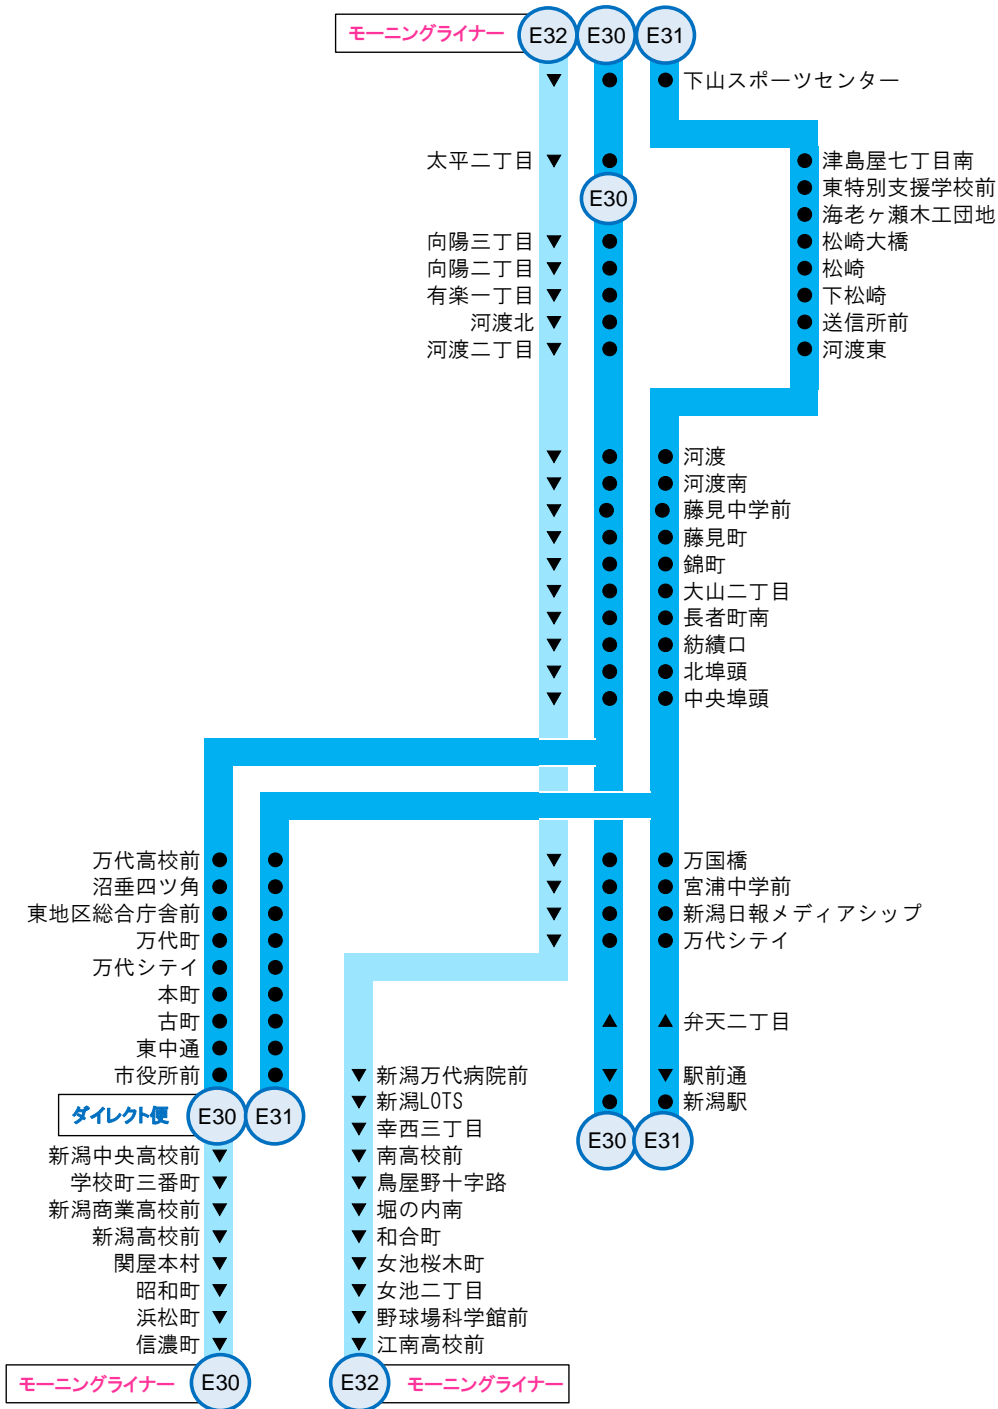 モーニングライナー E32 E30 E31
下山スポーツセンター
太平二丁目
津島屋七丁目南
東特別支援学校前
E30
海老ヶ瀬木工団地
向陽三丁目
松崎大橋
向陽二丁目
松崎
有楽一丁目
下松崎
河渡北
送信所前
河渡二丁目
河渡東
河渡
河渡南
藤見中学前
藤見町
錦町
大山二丁目
長者町南
紡績口
北埠頭
中央埠頭
万代高校前
沼垂四ツ角
東地区総合庁舎前
万代町
万代シテイ
本町
古町
東中通
市役所前
ダイレクト便 E30 E31
万国橋
宮浦中学前
新潟日報メディアシップ
万代シテイ
弁天二丁目
駅前通
新潟駅
E30 E31
新潟中央高校前
学校町三番町
新潟商業高校前
新潟高校前
関屋本村
昭和町
浜松町
信濃町
モーニングライナー E30
新潟万代病院前
新潟LOTS
幸西三丁目
南高校前
鳥屋野十字路
堀の内南
和合町
女池桜木町
女池二丁目
野球場科学館前
江南高校前
E32 モーニングライナー